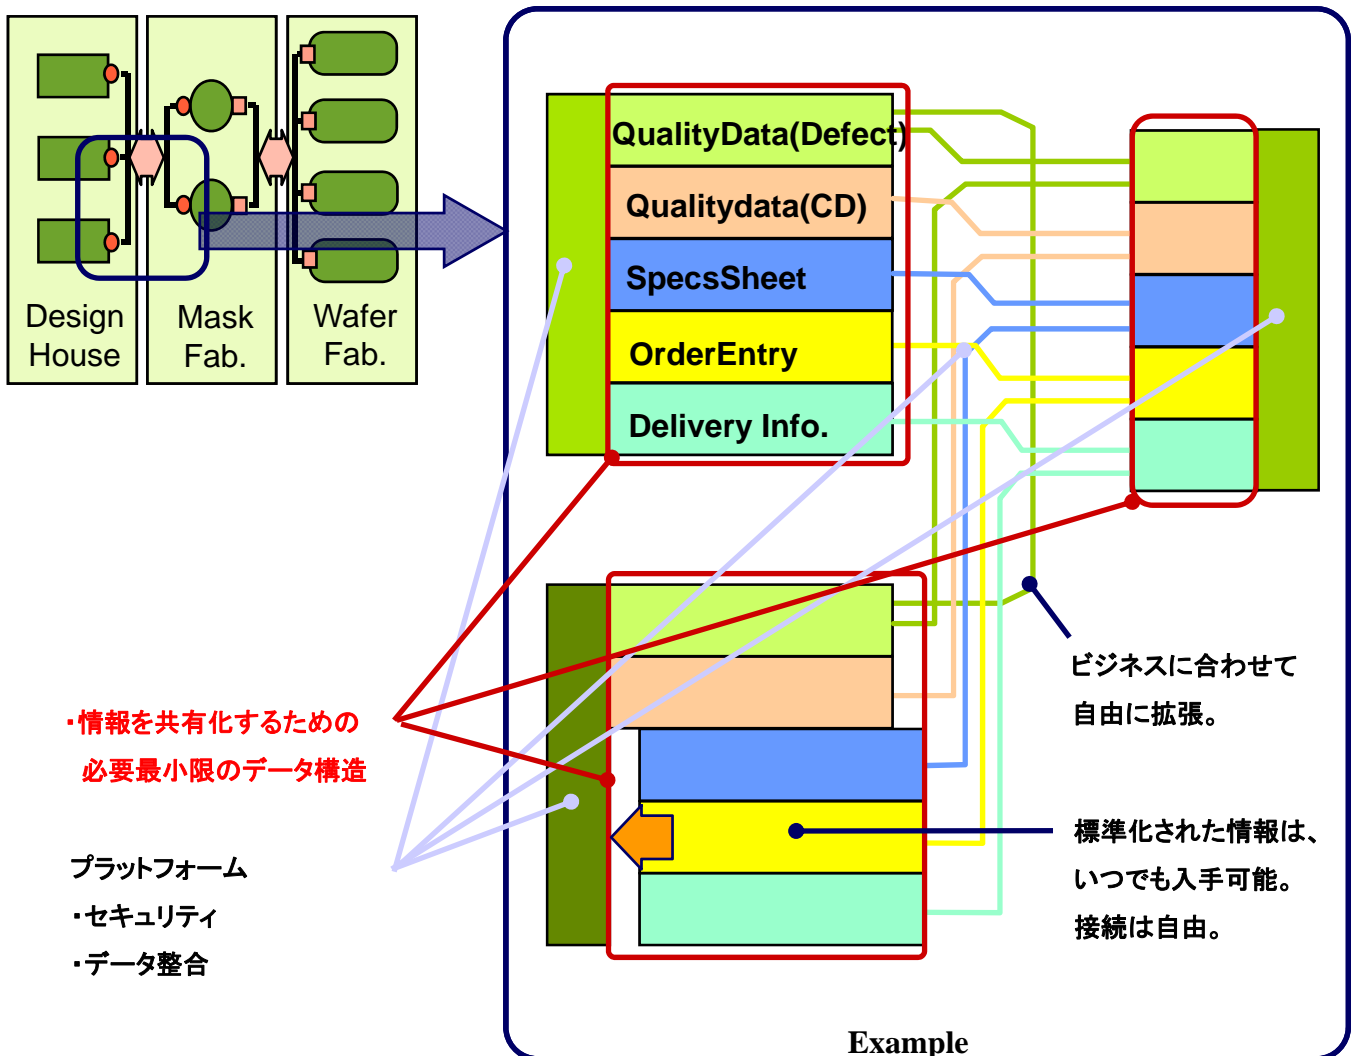 Design
House
Mask
Fab.
Wafer
Fab.
QualityData(Defect)
Qualitydata(CD)
SpecsSheet
OrderEntry
Delivery Info.
ビジネスに合わせて
自由に拡張。
・情報を共有化するための
必要最小限のデータ構造
標準化された情報は、
いつでも入手可能。
接続は自由。
プラットフォーム
・セキュリティ
・データ整合
Example